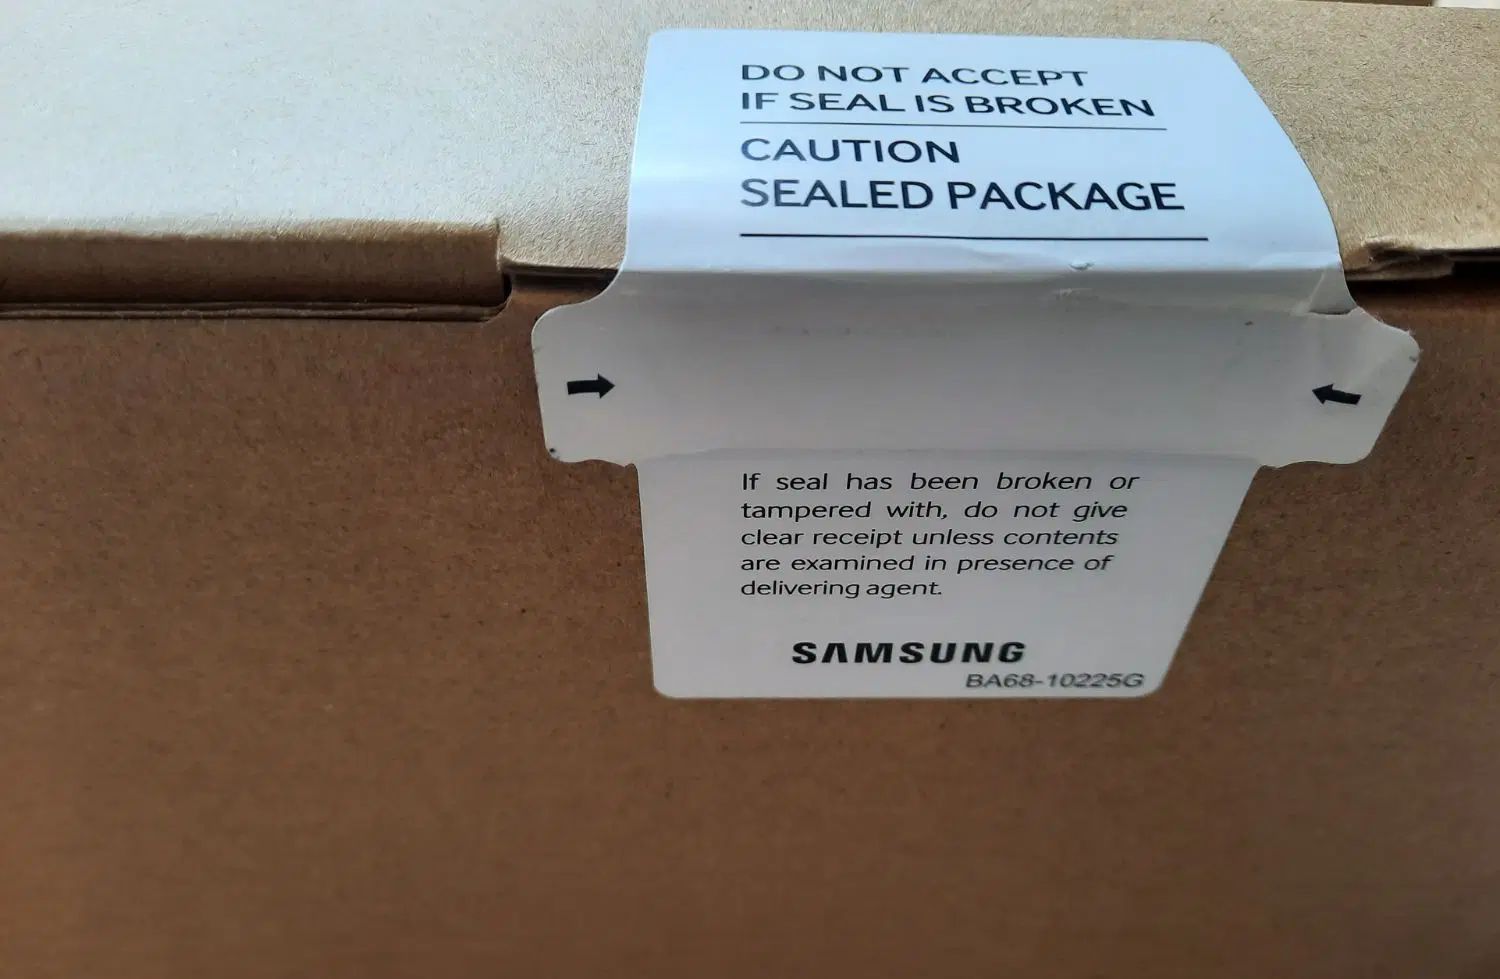 DO NOT ACCEPT
IF SEAL IS BROKEN
CAUTION
SEALED PACKAGE
If seal has been broken or
tampered with, do not give
clear receipt unless contents
are examined in presence of
delivering agent.
SAMSUNG
BA68-10225G